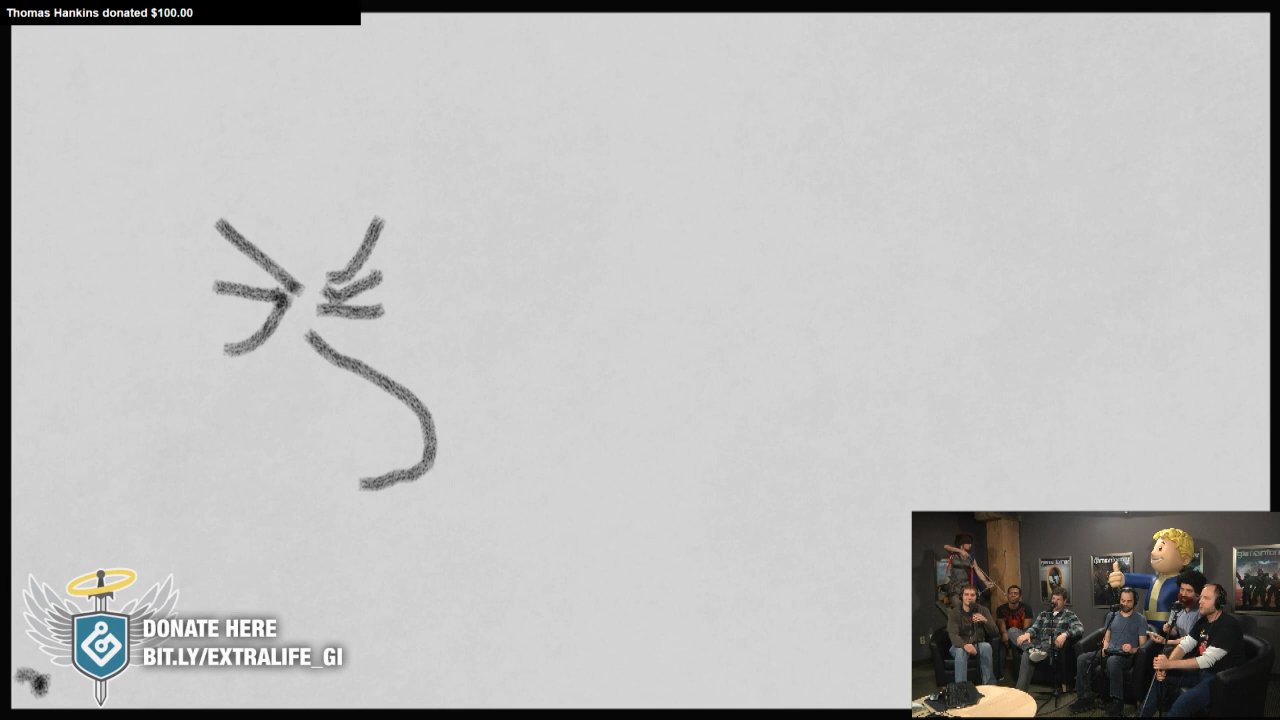 Thomas Hankins donated $100.00
DONATE HERE
BIT.LY/EXTRALIFE_GI